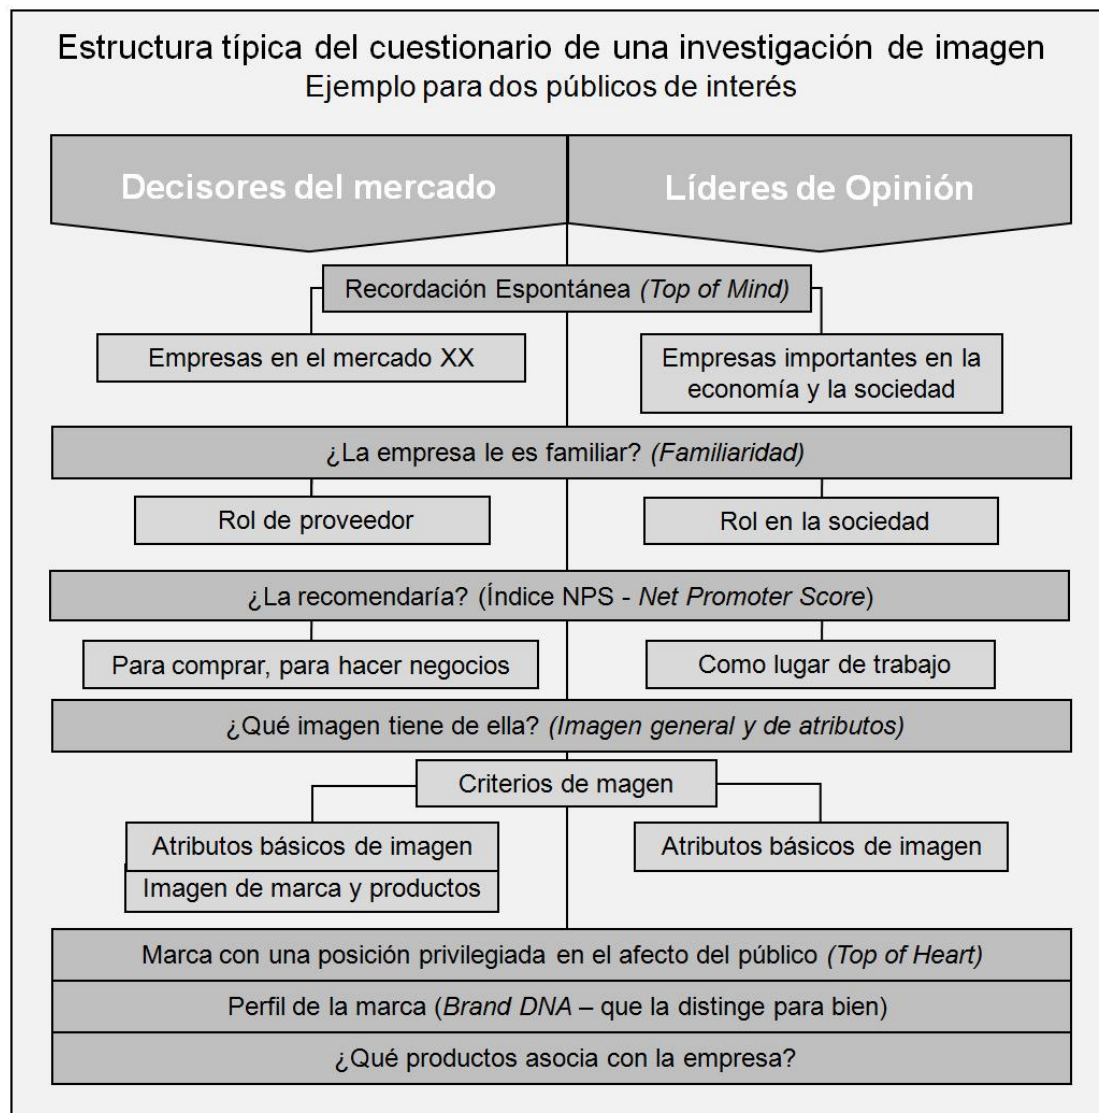 Estructura típica del cuestionario de una investigación de imagen
Ejemplo para dos públicos de interés
Decisores del mercado
Líderes de Opinión
Recordación Espontánea (Top of Mind)
Empresas en el mercado XX
Empresas importantes en la
economía y la sociedad
¿La empresa le es familiar? (Familiaridad)
Rol de proveedor
Rol en la sociedad
¿La recomendaría? (Índice NPS - Net Promoter Score)
Para comprar, para hacer negocios
Como lugar de trabajo
¿Qué imagen tiene de ella? (Imagen general y de atributos)
Criterios de magen
Atributos básicos de imagen
Imagen de marca y productos
Atributos básicos de imagen
Marca con una posición privilegiada en el afecto del público (Top of Heart)
Perfil de la marca (Brand DNA – que la distinge para bien)
¿Qué productos asocia con la empresa?